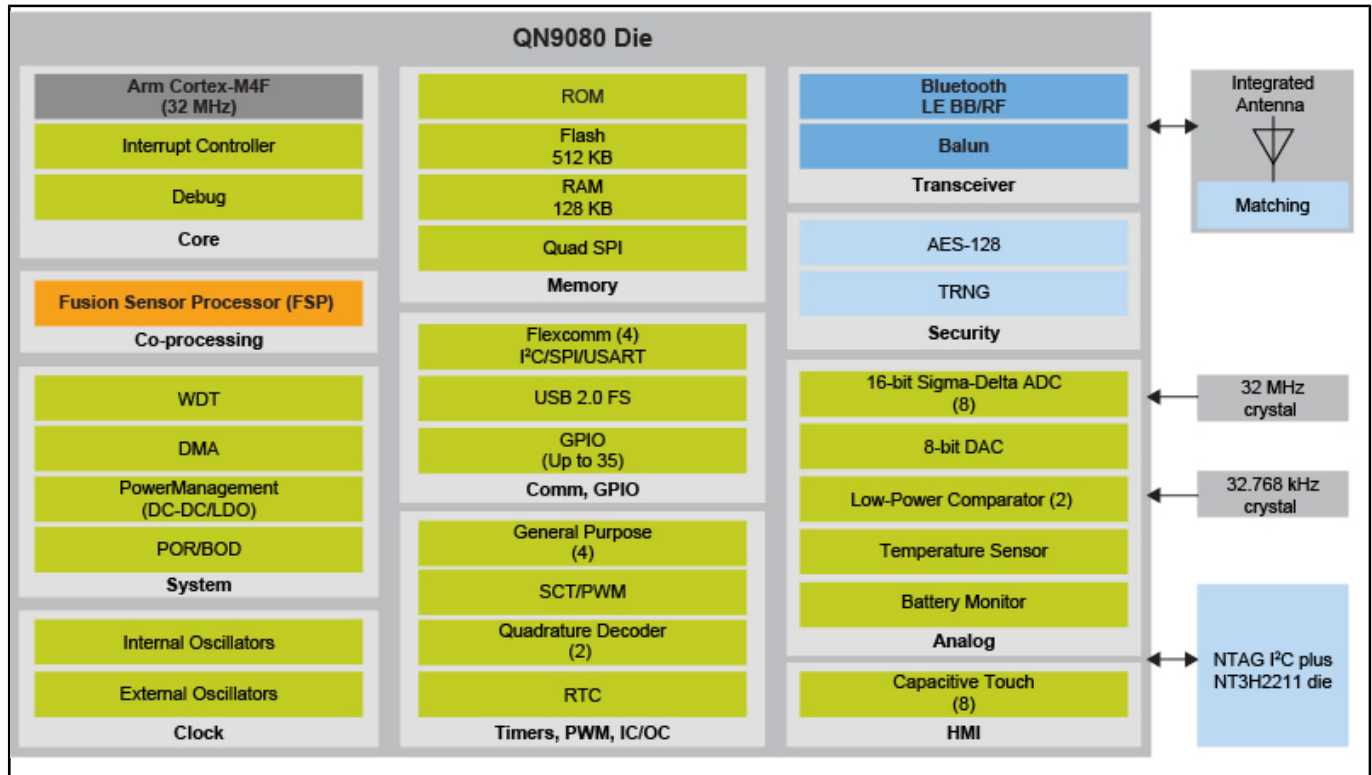 QN9080 Die
Arm Cortex-M4F
(32 MHz)
Interrupt Controller
Debug
Core
Fusion Sensor Processor (FSP)
Co-processing
WDT
DMA
PowerManagement
(DC-DC/LDO)
POR/BOD
System
Internal Oscillators
External Oscillators
Clock
ROM
Flash
512 KB
RAM
128 KB
Quad SPI
Memory
Flexcomm (4)
I²C/SPI/USART
USB 2.0 FS
GPIO
(Up to 35)
Comm, GPIO
General Purpose
(4)
SCT/PWM
Quadrature Decoder
(2)
RTC
Timers, PWM, IC/OC
Bluetooth
LE BB/RF
Balun
Transceiver
AES-128
TRNG
Security
16-bit Sigma-Delta ADC
(8)
8-bit DAC
Low-Power Comparator (2)
Temperature Sensor
Battery Monitor
Analog
Capacitive Touch
(8)
HMI
Integrated
Antenna
Matching
32 MHz
crystal
32.768 kHz
crystal
NTAG I²C plus
NT3H2211 die